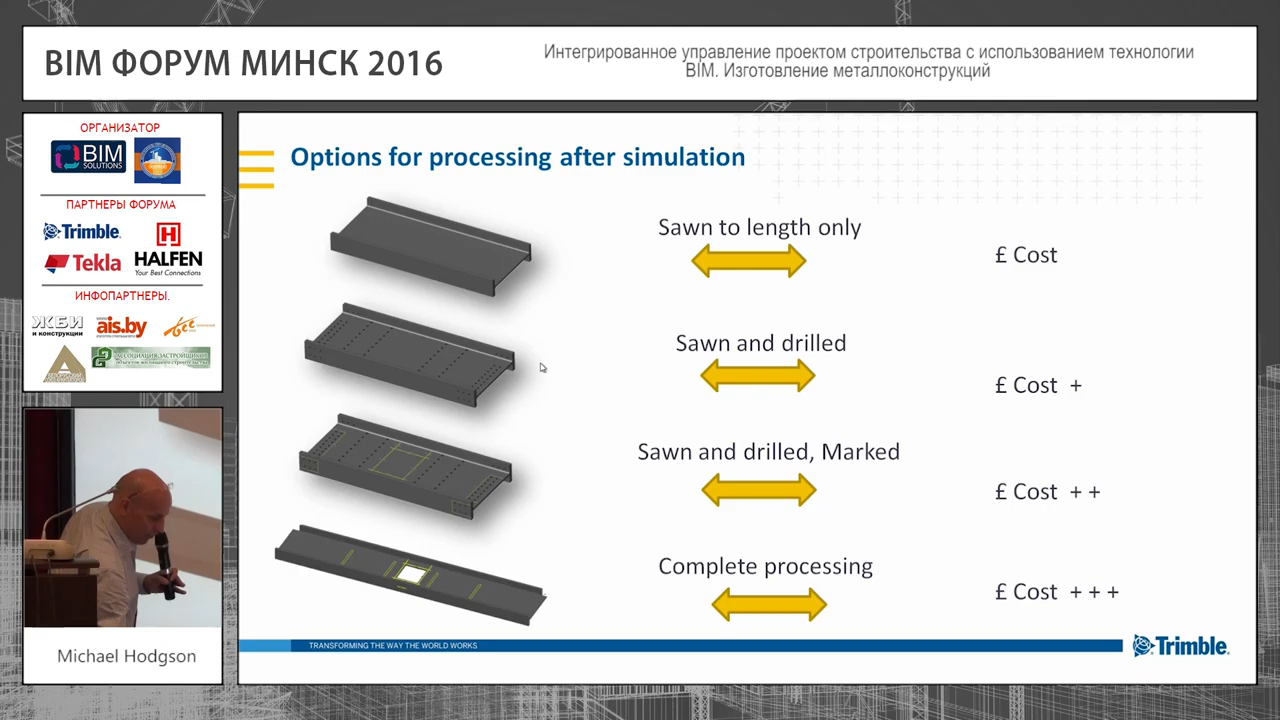 BIM ФОРУМ МИНСК 2016
Интегрированное управление проектом строительства с использованием технологии
BIM. Изготовление металлоконструкций
ОРГАНИЗАТОР
BIM
SOLUTIONS
ПАРТНЕРЫ ФОРУМА
Trimble
HALFEN
Your Best Connections
Tekla
ИНФОПАРТНЕРЫ.
ЖБИ
и конструкции
ais.by
АССОЦИАЦИЯ ЗАСТРОЙЩИКОВ
Michael Hodgson
Options for processing after simulation
Sawn to length only
£ Cost
Sawn and drilled
£ Cost +
Sawn and drilled, Marked
£ Cost + +
Complete processing
£ Cost + + +
TRANSFORMING THE WAY THE WORLD WORKS
Trimble